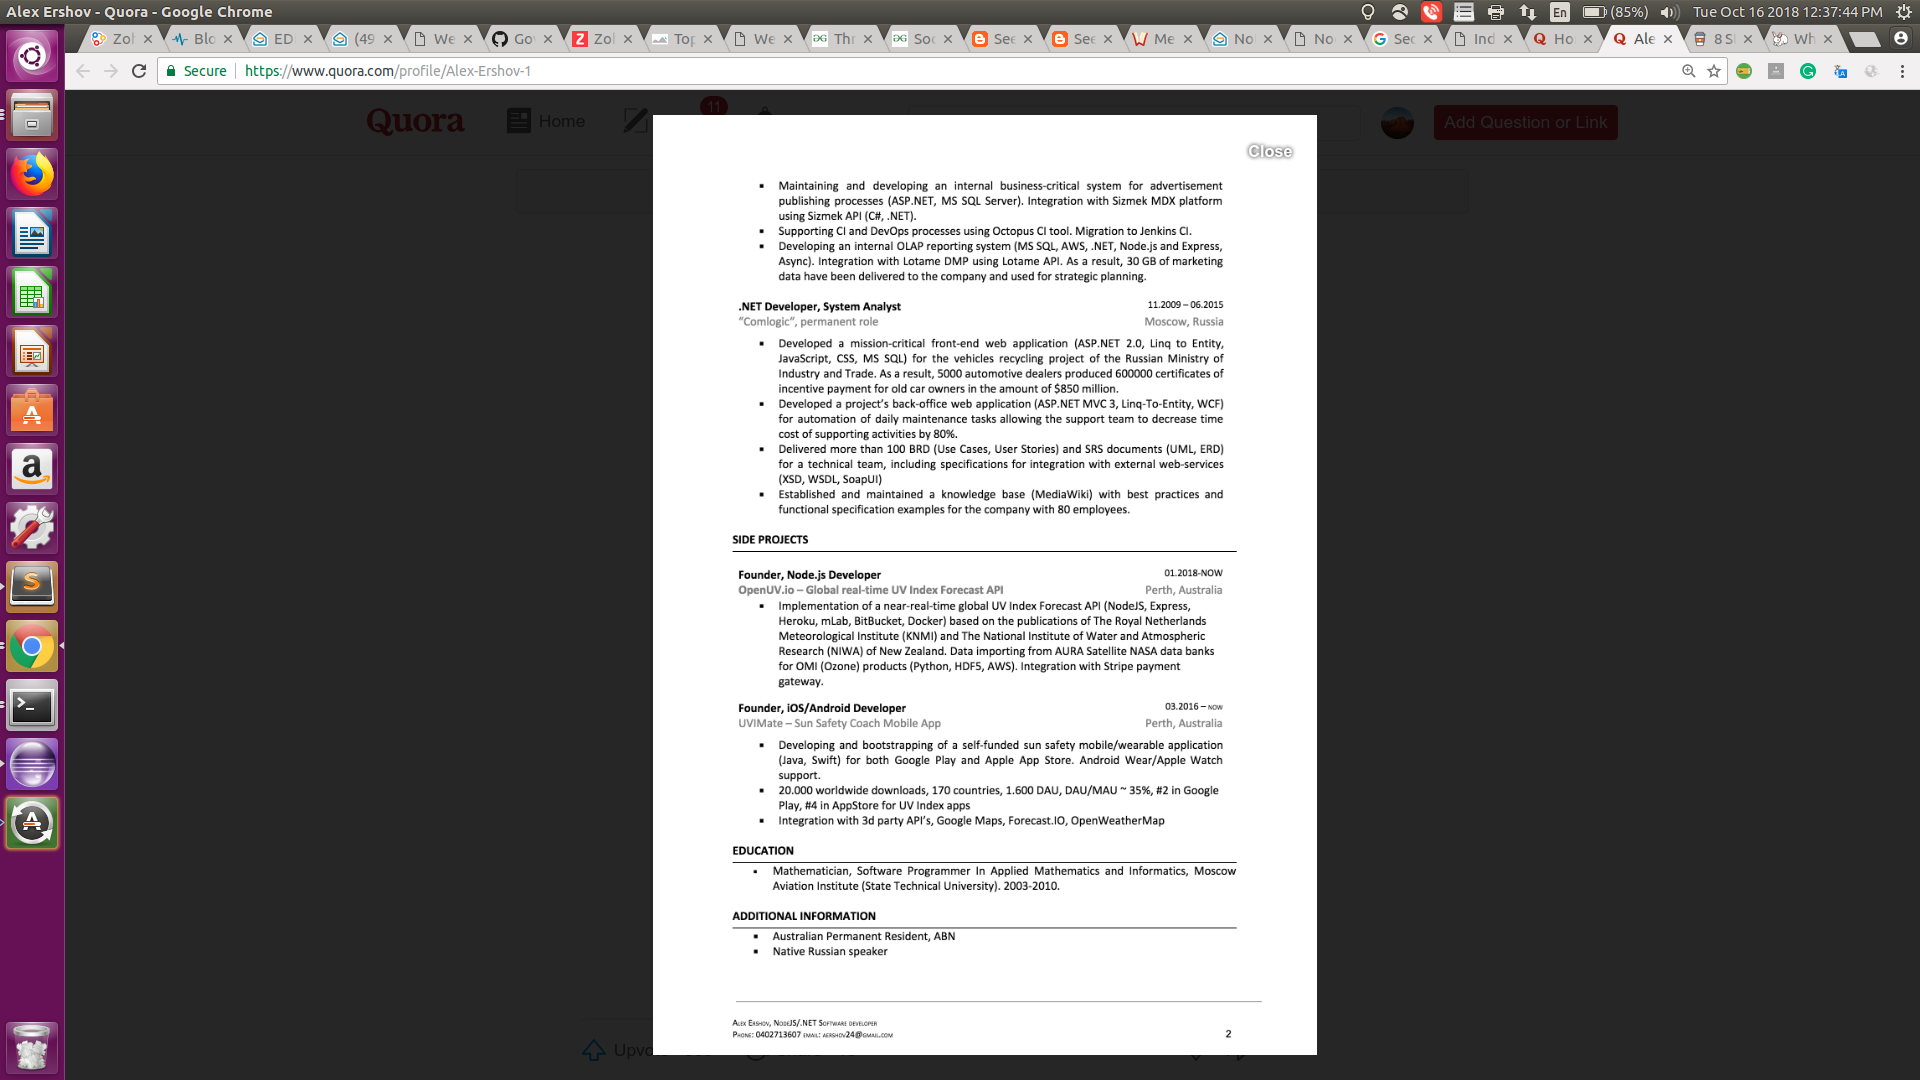 Alex Ershov - Quora - Google Chrome
En
(85%)
Tue Oct 16 2018 12:37:44 PM
Zol
Blo
ED
(49
We
Go
Zol
Top
We
Thr
Soc
See
See
Me
No
No
Sec
Ind
Ho
Ale
8 S
Wh
Secure
https://www.quora.com/profile/Alex-Ershov-1
Quora
Home
11
Add Question or Link
Close
Maintaining and developing an internal business-critical system for advertisement
publishing processes (ASP.NET, MS SQL Server). Integration with Sizmek MDX platform
using Sizmek API (C#, .NET).
Supporting CI and DevOps processes using Octopus CI tool. Migration to Jenkins CI.
Developing an internal OLAP reporting system (MS SQL, AWS, .NET, Node.js and Express,
Async). Integration with Lotame DMP using Lotame API. As a result, 30 GB of marketing
data have been delivered to the company and used for strategic planning.
.NET Developer, System Analyst 11.2009 – 06.2015
"Comlogic", permanent role Moscow, Russia
Developed a mission-critical front-end web application (ASP.NET 2.0, Linq to Entity,
JavaScript, CSS, MS SQL) for the vehicles recycling project of the Russian Ministry of
Industry and Trade. As a result, 5000 automotive dealers produced 600000 certificates of
incentive payment for old car owners in the amount of $850 million.
Developed a project's back-office web application (ASP.NET MVC 3, Linq-To-Entity, WCF)
for automation of daily maintenance tasks allowing the support team to decrease time
cost of supporting activities by 80%.
Delivered more than 100 BRD (Use Cases, User Stories) and SRS documents (UML, ERD)
for a technical team, including specifications for integration with external web-services
(XSD, WSDL, SoapUI)
Established and maintained a knowledge base (MediaWiki) with best practices and
functional specification examples for the company with 80 employees.
SIDE PROJECTS
Founder, Node.js Developer 01.2018-NOW
OpenUV.io – Global real-time UV Index Forecast API Perth, Australia
Implementation of a near-real-time global UV Index Forecast API (NodeJS, Express,
Heroku, mLab, BitBucket, Docker) based on the publications of The Royal Netherlands
Meteorological Institute (KNMI) and The National Institute of Water and Atmospheric
Research (NIWA) of New Zealand. Data importing from AURA Satellite NASA data banks
for OMI (Ozone) products (Python, HDF5, AWS). Integration with Stripe payment
gateway.
Founder, iOS/Android Developer 03.2016 – NOW
UVIMate – Sun Safety Coach Mobile App Perth, Australia
Developing and bootstrapping of a self-funded sun safety mobile/wearable application
(Java, Swift) for both Google Play and Apple App Store. Android Wear/Apple Watch
support.
20.000 worldwide downloads, 170 countries, 1.600 DAU, DAU/MAU ~ 35%, #2 in Google
Play, #4 in AppStore for UV Index apps
Integration with 3d party API's, Google Maps, Forecast.IO, OpenWeatherMap
EDUCATION
Mathematician, Software Programmer In Applied Mathematics and Informatics, Moscow
Aviation Institute (State Technical University). 2003-2010.
ADDITIONAL INFORMATION
Australian Permanent Resident, ABN
Native Russian speaker
Alex Ershov, NodeJS/.NET Software developer
Phone: 0402713607 email: aershov24@gmail.com 2
Upvo